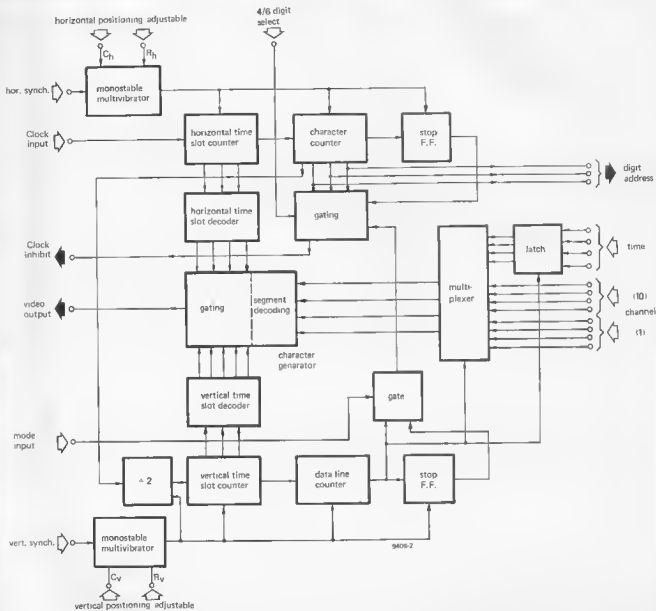 horizontal positioning adjustable
4/6 digit
select
Ch
Rh
hor. synch.
monostable
multivibrator
Clock
input
horizontal time
slot counter
character
counter
stop
F.F.
digit
address
horizontal time
slot decoder
gating
latch
time
Clock
inhibit
multi-
plexer
video
output
gating
segment
decoding
(10)
channel
(1)
character
genarator
vertical time
slot decoder
gate
mode
input
÷ 2
vertical time
slot counter
data line
counter
stop
F.F.
vert. synch.
monostable
multivibrator
9406-2
Cv
Rv
vertical positioning adjustable